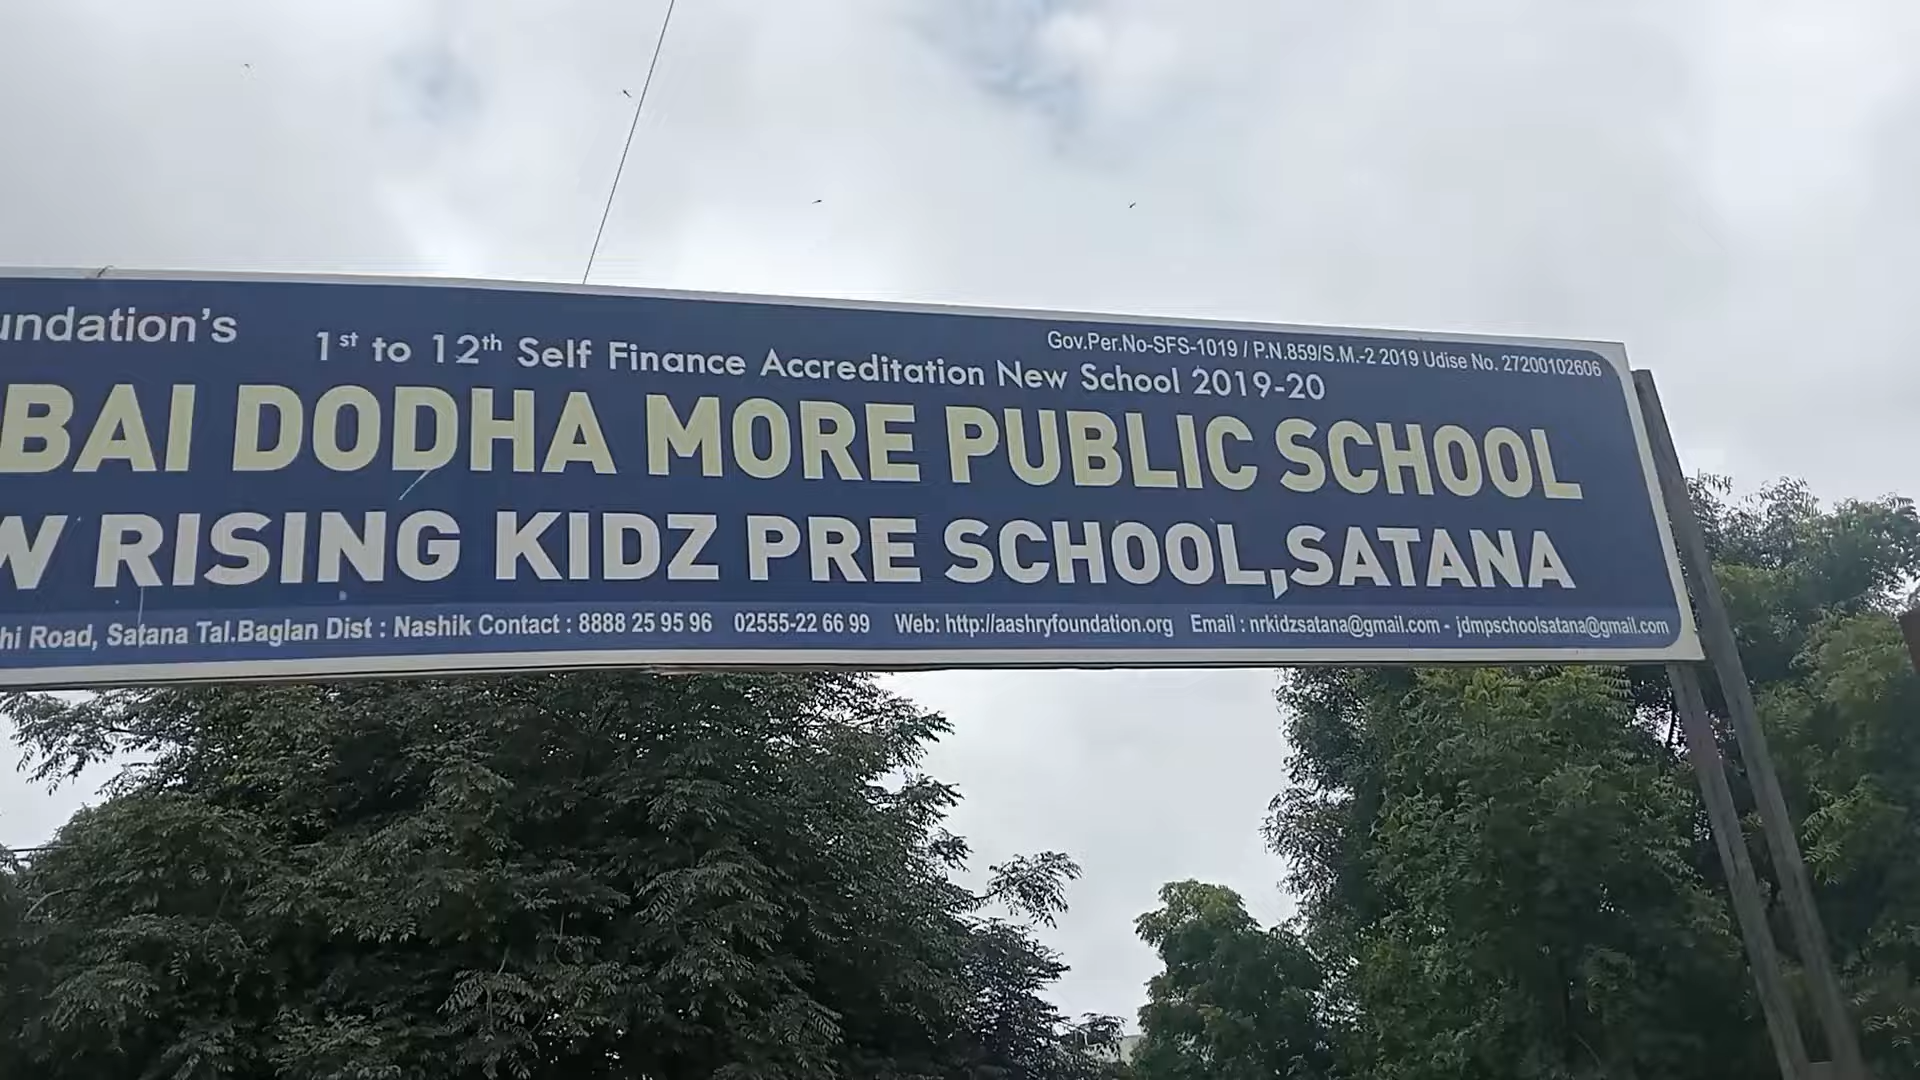 undation's
1st to 12th Self Finance Accreditation New School 2019-20
Gov.Per.No-SFS-1019 / P.N.859/S.M.-2 2019 Udise No. 27200102606
BAI DODHA MORE PUBLIC SCHOOL
W RISING KIDZ PRE SCHOOL,SATANA
hi Road, Satana Tal.Baglan Dist : Nashik Contact : 8888 25 95 96 02555-22 66 99 Web: http://aashryfoundation.org Email : nrkidzsatana@gmail.com - jdmpschoolsatana@gmail.com